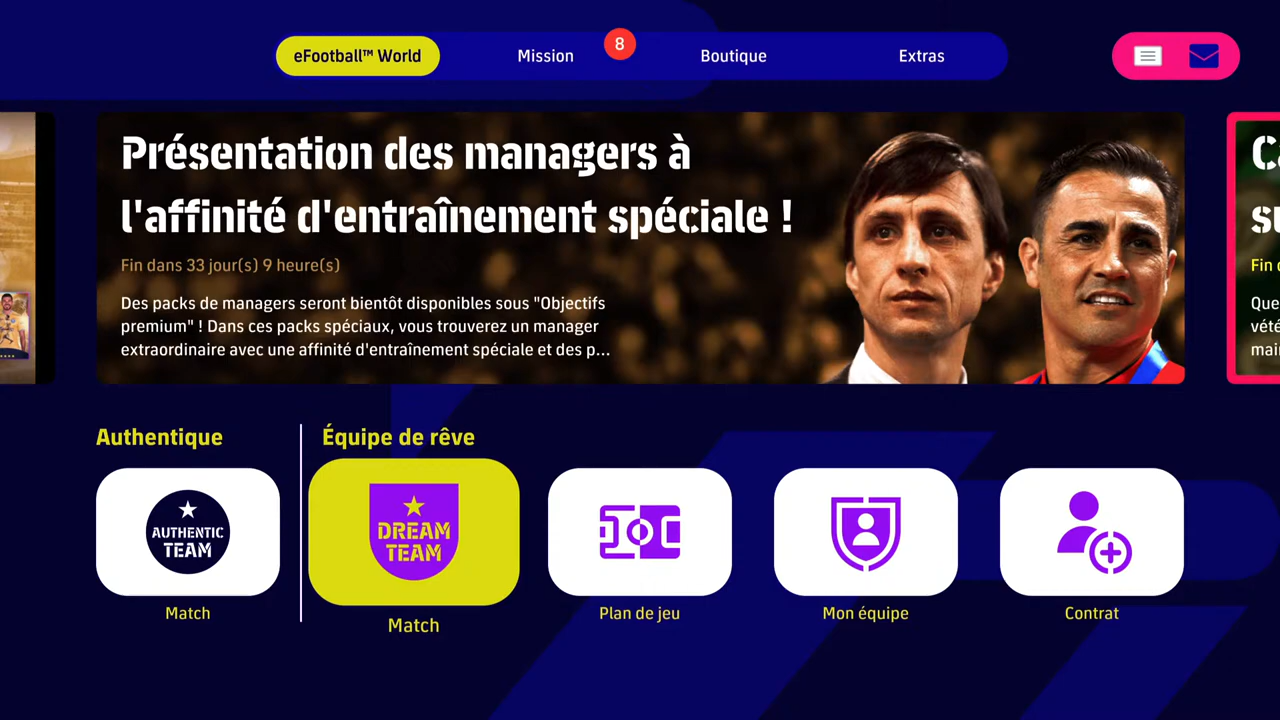 eFootball™ World
Mission
8
Boutique
Extras
Présentation des managers à
l'affinité d'entraînement spéciale !
Fin dans 33 jour(s) 9 heure(s)
Des packs de managers seront bientôt disponibles sous "Objectifs
premium" ! Dans ces packs spéciaux, vous trouverez un manager
extraordinaire avec une affinité d'entraînement spéciale et des p...
Fin
Que
Authentique
Équipe de rêve
AUTHENTIC
TEAM
DREAM
TEAM
Match
Match
Plan de jeu
Mon équipe
Contrat